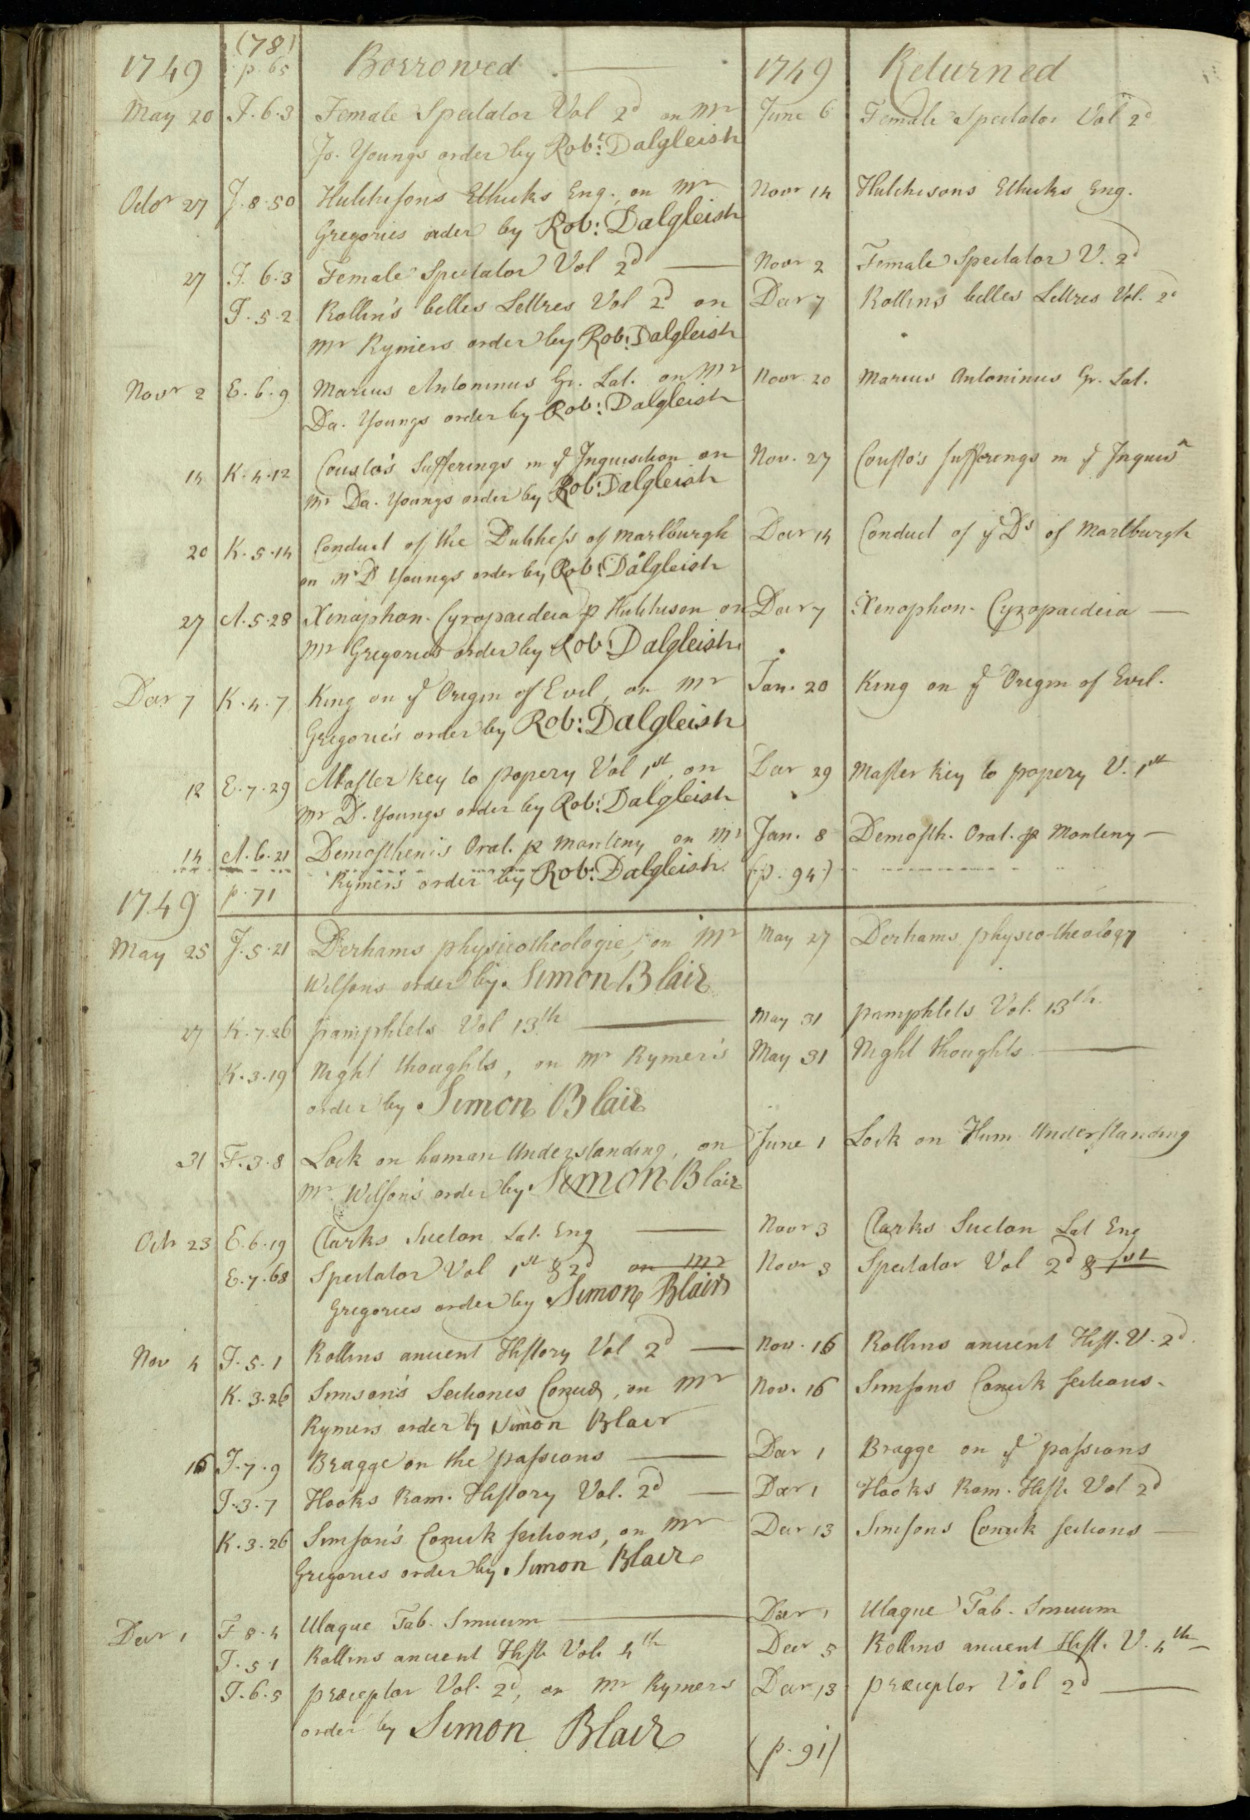 (78)
1749 p. 65 Borrowed 1749 Returned
May 20 J. 6. 3 Female Spectator Vol 2d on Mr June 6 Female Spectator Vol 2d
Jo. Youngs order by Robt: Dalgleish
Octor 27 J. 8. 50 Hutchesons Ethicks Eng. on Mr Novr 14 Hutchesons Ethicks Eng.
Gregories order by Rob: Dalgleish
27 J. 6. 3 Female Spectator Vol 2d Novr 2 Female Spectator V. 2d
J. 5. 2 Rollin's belles Lettres Vol 2d on Decr 7 Rollins belles Lettres Vol. 2d
Mr Rymers order by Rob: Dalgleish
Novr 2 E. 6. 9 Marcus Antoninus Gr. Lat. on Mr Novr 20 Marcus Antoninus Gr. Lat.
Da. Youngs order by Rob: Dalgleish
14 K. 4. 12 Cousto's Sufferings in ye Inquisition on Nov. 27 Cousto's sufferings in ye Inquisn
Mr Da. Youngs order by Rob: Dalgleish
20 K. 5. 14 Conduct of the Dutchess of Marlburgh Decr 14 Conduct of ye Ds of Marlburgh
on Mr D Youngs order by Rob: Dalgleish
27 A. 5. 28 Xenophon. Cyropaedeia p Hutchison on Decr 7 Xenophon. Cyropaedeia —
Mr Gregories order by Rob: Dalgleish
Decr 7 K. 4. 7 King on ye Origin of Evil, on Mr Jan. 20 King on ye Origin of Evil.
Gregories order by Rob: Dalgleish
12 E. 7. 29 Master key to popery Vol 1st, on Decr 29 Master key to popery V. 1st
Mr D. Youngs order by Rob: Dalgleish
14 A. 6. 21 Demosthenis Orat. p Monteny on Mr Jan. 8 Demosth. Orat. p Monteny —
Rymers order by Rob: Dalgleish (p. 94)
1749 p. 71
May 25 J. 5. 21 Derhams physicotheologie, on Mr May 27 Derhams physico-theology
Wilsons order by Simon Blair
27 K. 7. 26 pamphlets Vol 13th May 31 pamphlets Vol. 13th
K. 3. 19 Night thoughts, on Mr Rymers May 31 Night thoughts
order by Simon Blair
31 F. 3. 8 Lock on human Understanding, on June 1 Lock on Hum Understanding
Mr Wilson's order by Simon Blair
Octr 23 E. 6. 19 Clarks Sueton Lat. Eng Novr 3 Clarks Sueton Lat Eng
E. 7. 68 Spectator Vol 1st & 2d on Mr Novr 3 Spectator Vol 2d & 1st
Gregories order by Simon Blair
Nov 4 J. 5. 1 Rollins ancient History Vol 2d — Nov. 16 Rollins ancient Hist. V. 2d.
K. 3. 26 Simson's Sectiones Conicæ, on Mr Nov. 16 Simsons Conick sections.
Rymers order by Simon Blair
16 J. 7. 9 Bragge on the passions Decr 1 Bragge on ye passions
J. 3. 7 Hooks Rom. History Vol. 2d — Decr 1 Hooks Rom. Hist. Vol 2d
K. 3. 26 Simson's Conick sections, on Mr Decr 13 Simsons Conick sections —
Gregories order by Simon Blair
Decr 1 F 8. 4 Ulaque Tab. Sinuum Decr 1 Ulaque Tab. Sinuum
J. 5 1 Rollins ancient Hist. Vol. 4th Decr 5 Rollins ancient Hist. V. 4th
J. 6. 5 preceptor Vol. 2d, on Mr Rymers Decr 13 preceptor Vol 2d —
order by Simon Blair
(p. 91)